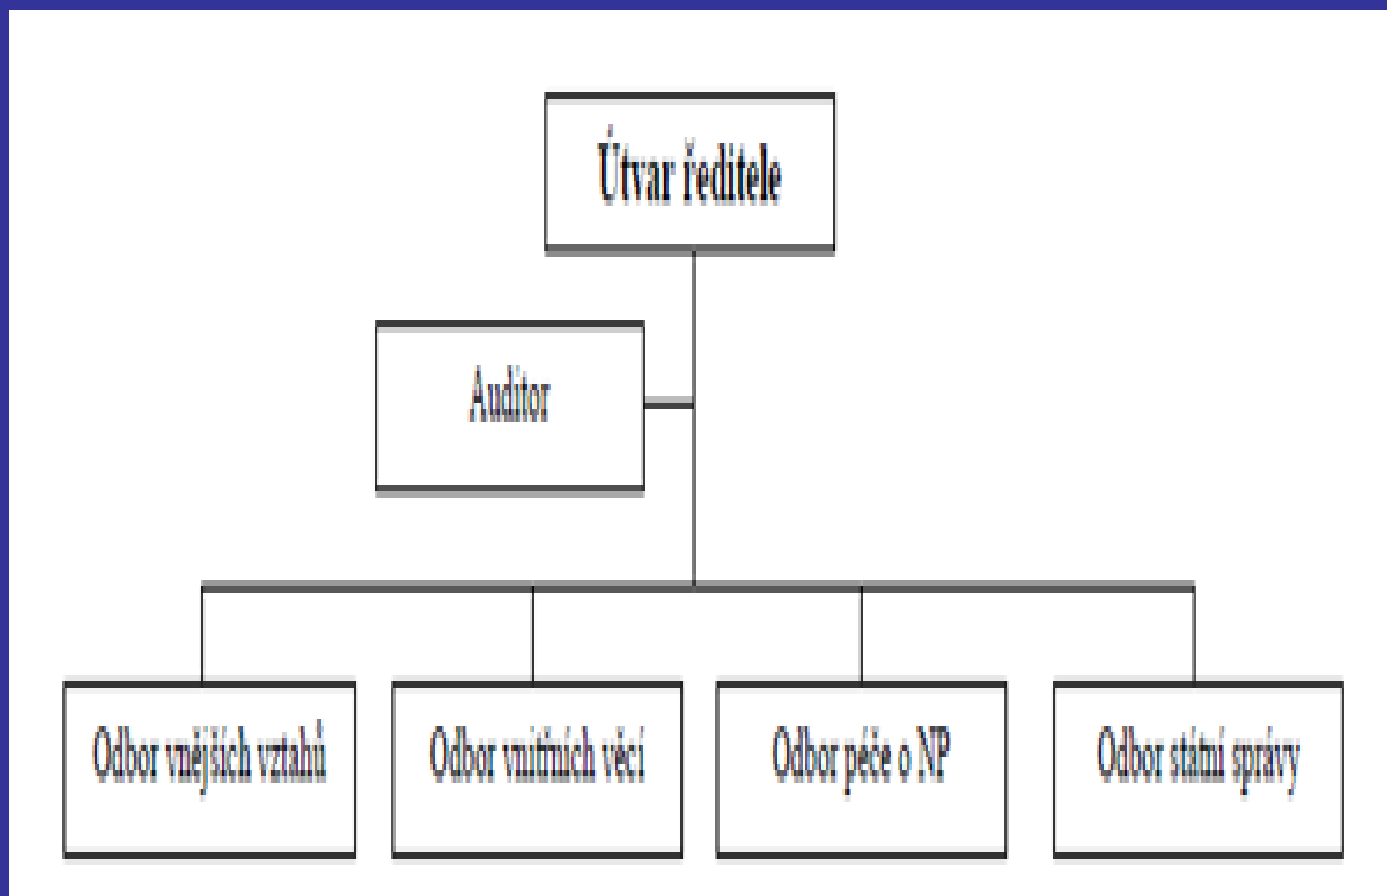 Útvar ředitele
Auditor
Odbor vnějších vztahů
Odbor vnitřních věcí
Odbor péče o NP
Odbor státní správy